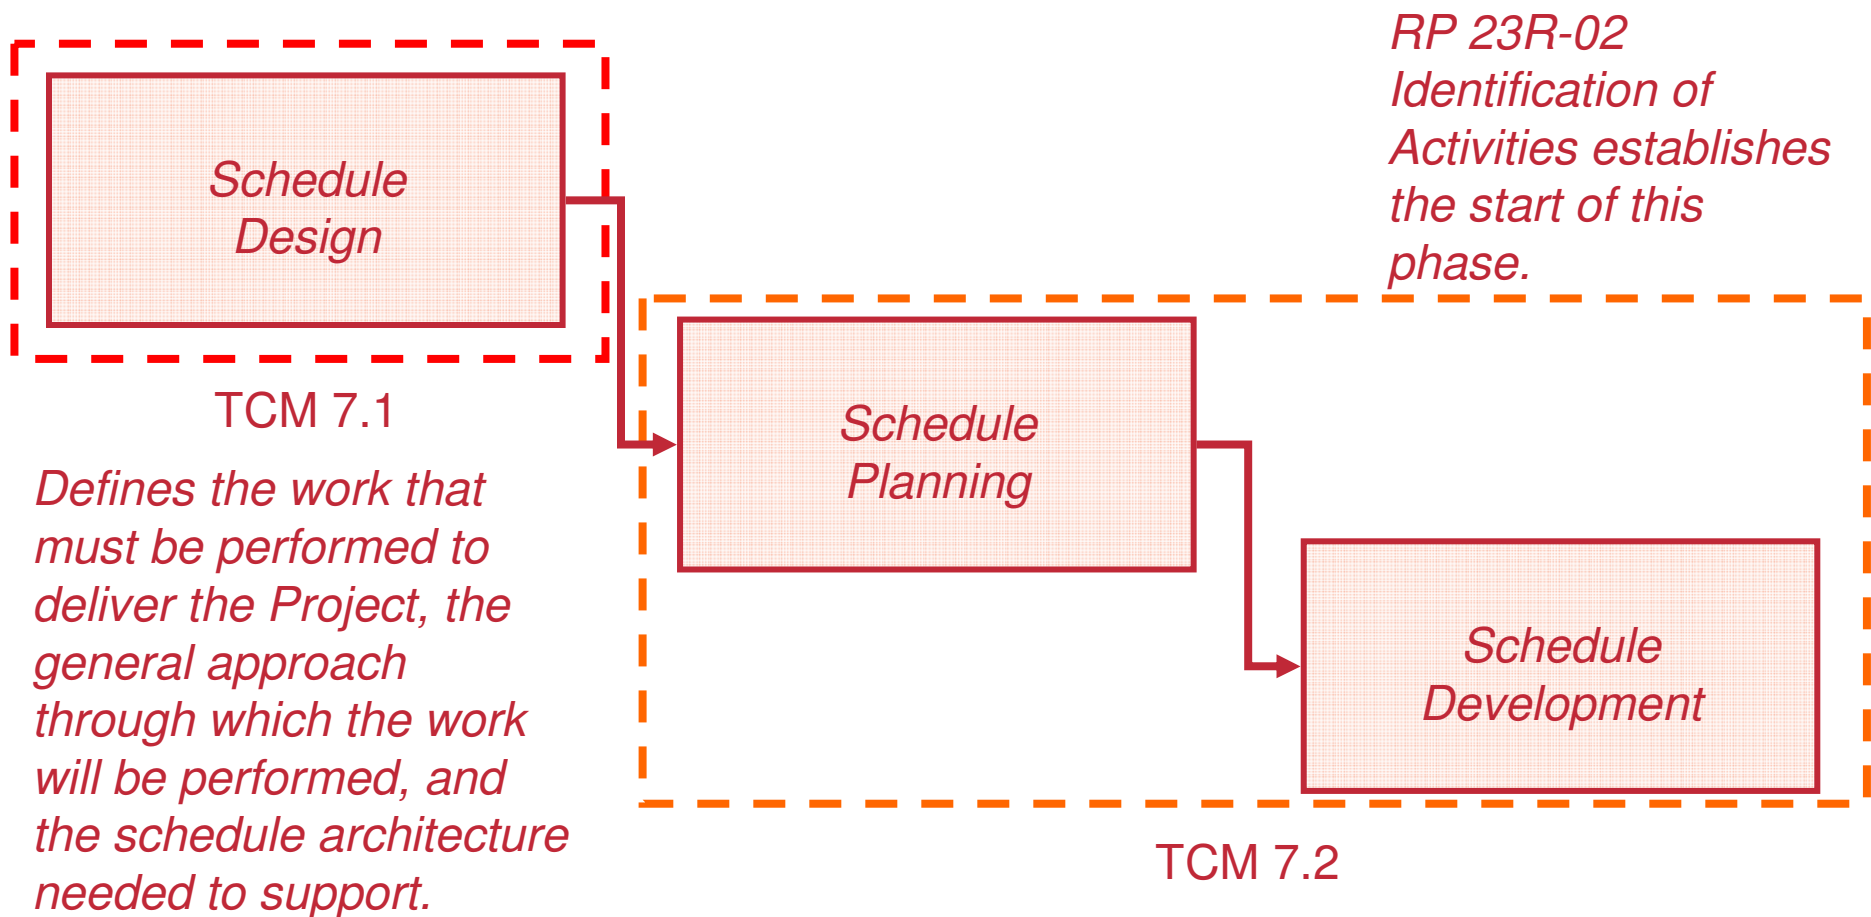 Schedule
Design
TCM 7.1
Defines the work that
must be performed to
deliver the Project, the
general approach
through which the work
will be performed, and
the schedule architecture
needed to support.
RP 23R-02
Identification of
Activities establishes
the start of this
phase.
Schedule
Planning
Schedule
Development
TCM 7.2